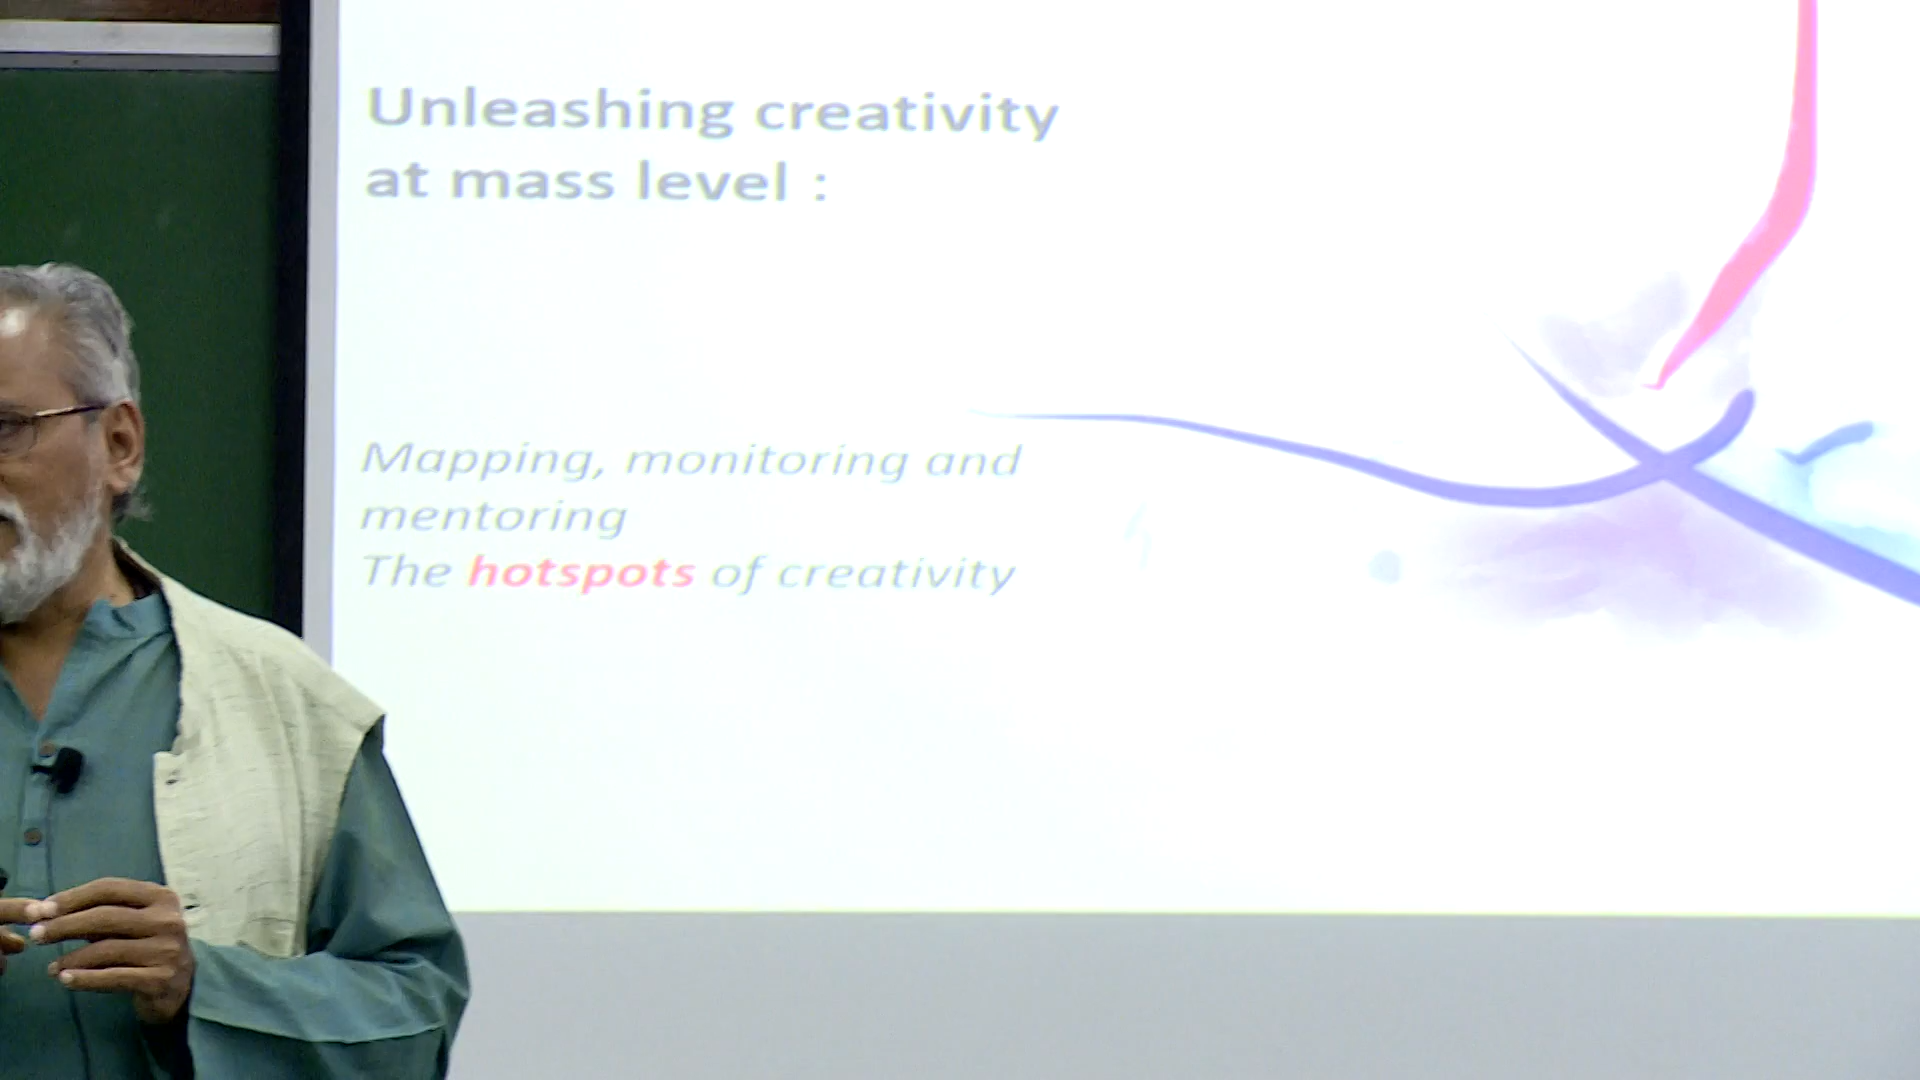 Unleashing creativity
at mass level :
Mapping, monitoring and
mentoring
The hotspots of creativity